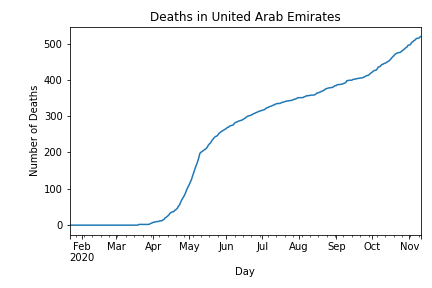 Deaths in United Arab Emirates
Number of Deaths
500
400
300
200
100
0
Feb Mar Apr May Jun Jul Aug Sep Oct Nov
2020
Day